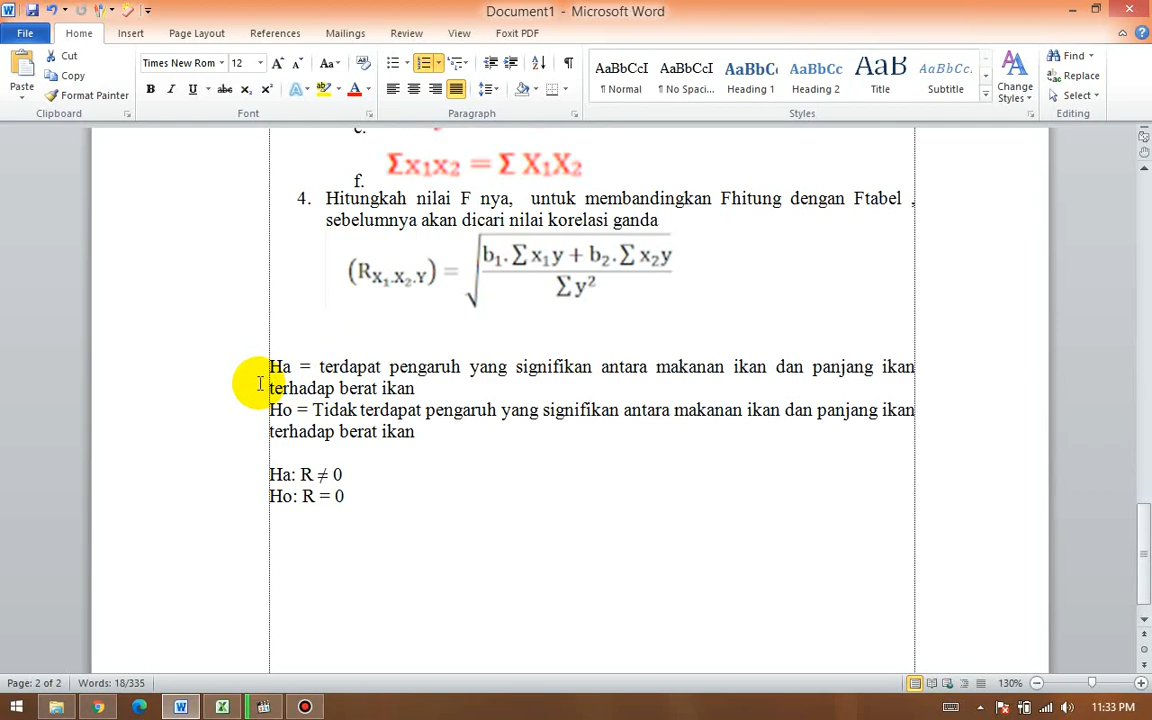 Document1 - Microsoft Word
File Home Insert Page Layout References Mailings Review View Foxit PDF
Cut
Copy
Format Painter
Paste
Clipboard
Times New Rom 12
Font
Paragraph
AaBbCcI AaBbCcI AaBbCc AaBbCc AaB AaBbCc.
¶ Normal ¶ No Spaci... Heading 1 Heading 2 Title Subtitle
Styles
Change Styles
Find
Replace
Select
Editing
Σx₁x₂ = Σ X₁X₂
f.
4. Hitungkah nilai F nya, untuk membandingkan Fhitung dengan Ftabel ,
sebelumnya akan dicari nilai korelasi ganda
(R_X₁.X₂.Y) = √((b₁.∑x₁y + b₂.∑x₂y) / ∑y²)
Ha = terdapat pengaruh yang signifikan antara makanan ikan dan panjang ikan
terhadap berat ikan
Ho = Tidak terdapat pengaruh yang signifikan antara makanan ikan dan panjang ikan
terhadap berat ikan
Ha: R ≠ 0
Ho: R = 0
Page: 2 of 2 Words: 18/335 130%
11:33 PM